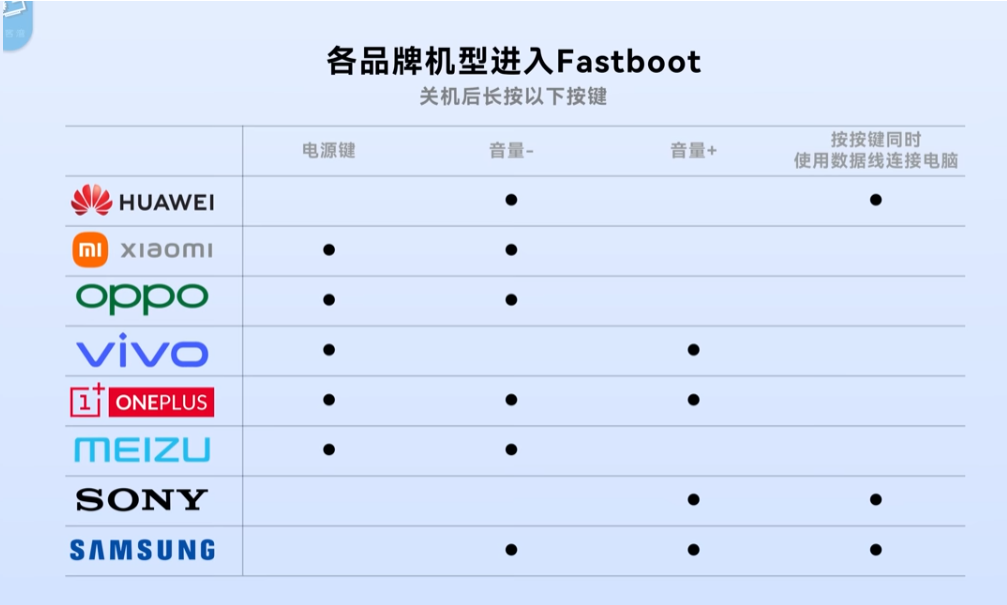 各品牌机型进入Fastboot
关机后长按以下按键
电源键 音量- 音量+ 按按键同时
使用数据线连接电脑
HUAWEI ● ●
mi xiaomi ● ●
oppo ● ●
vivo ● ●
1+ ONEPLUS ● ● ●
MEIZU ● ●
SONY ● ●
SAMSUNG ● ● ●